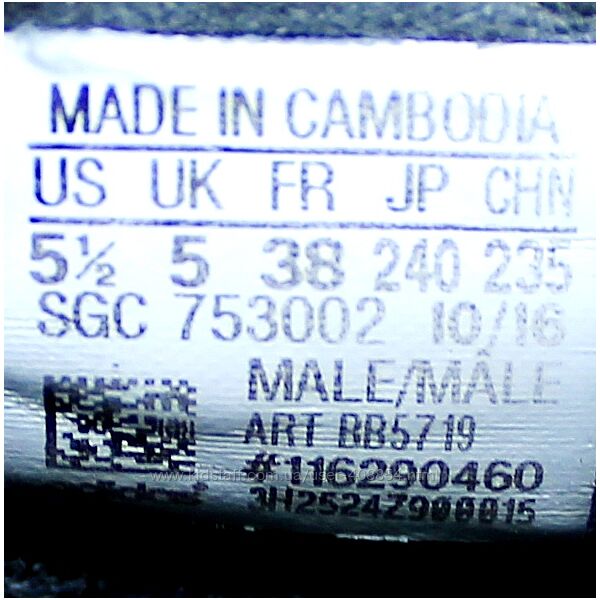 MADE IN CAMBODIA
US UK FR JP CHN
5½ 5 38 240 235
SGC 753002 10/16
MALE/MÂLE
ART BB5719
#116290460
3H2524Z900015